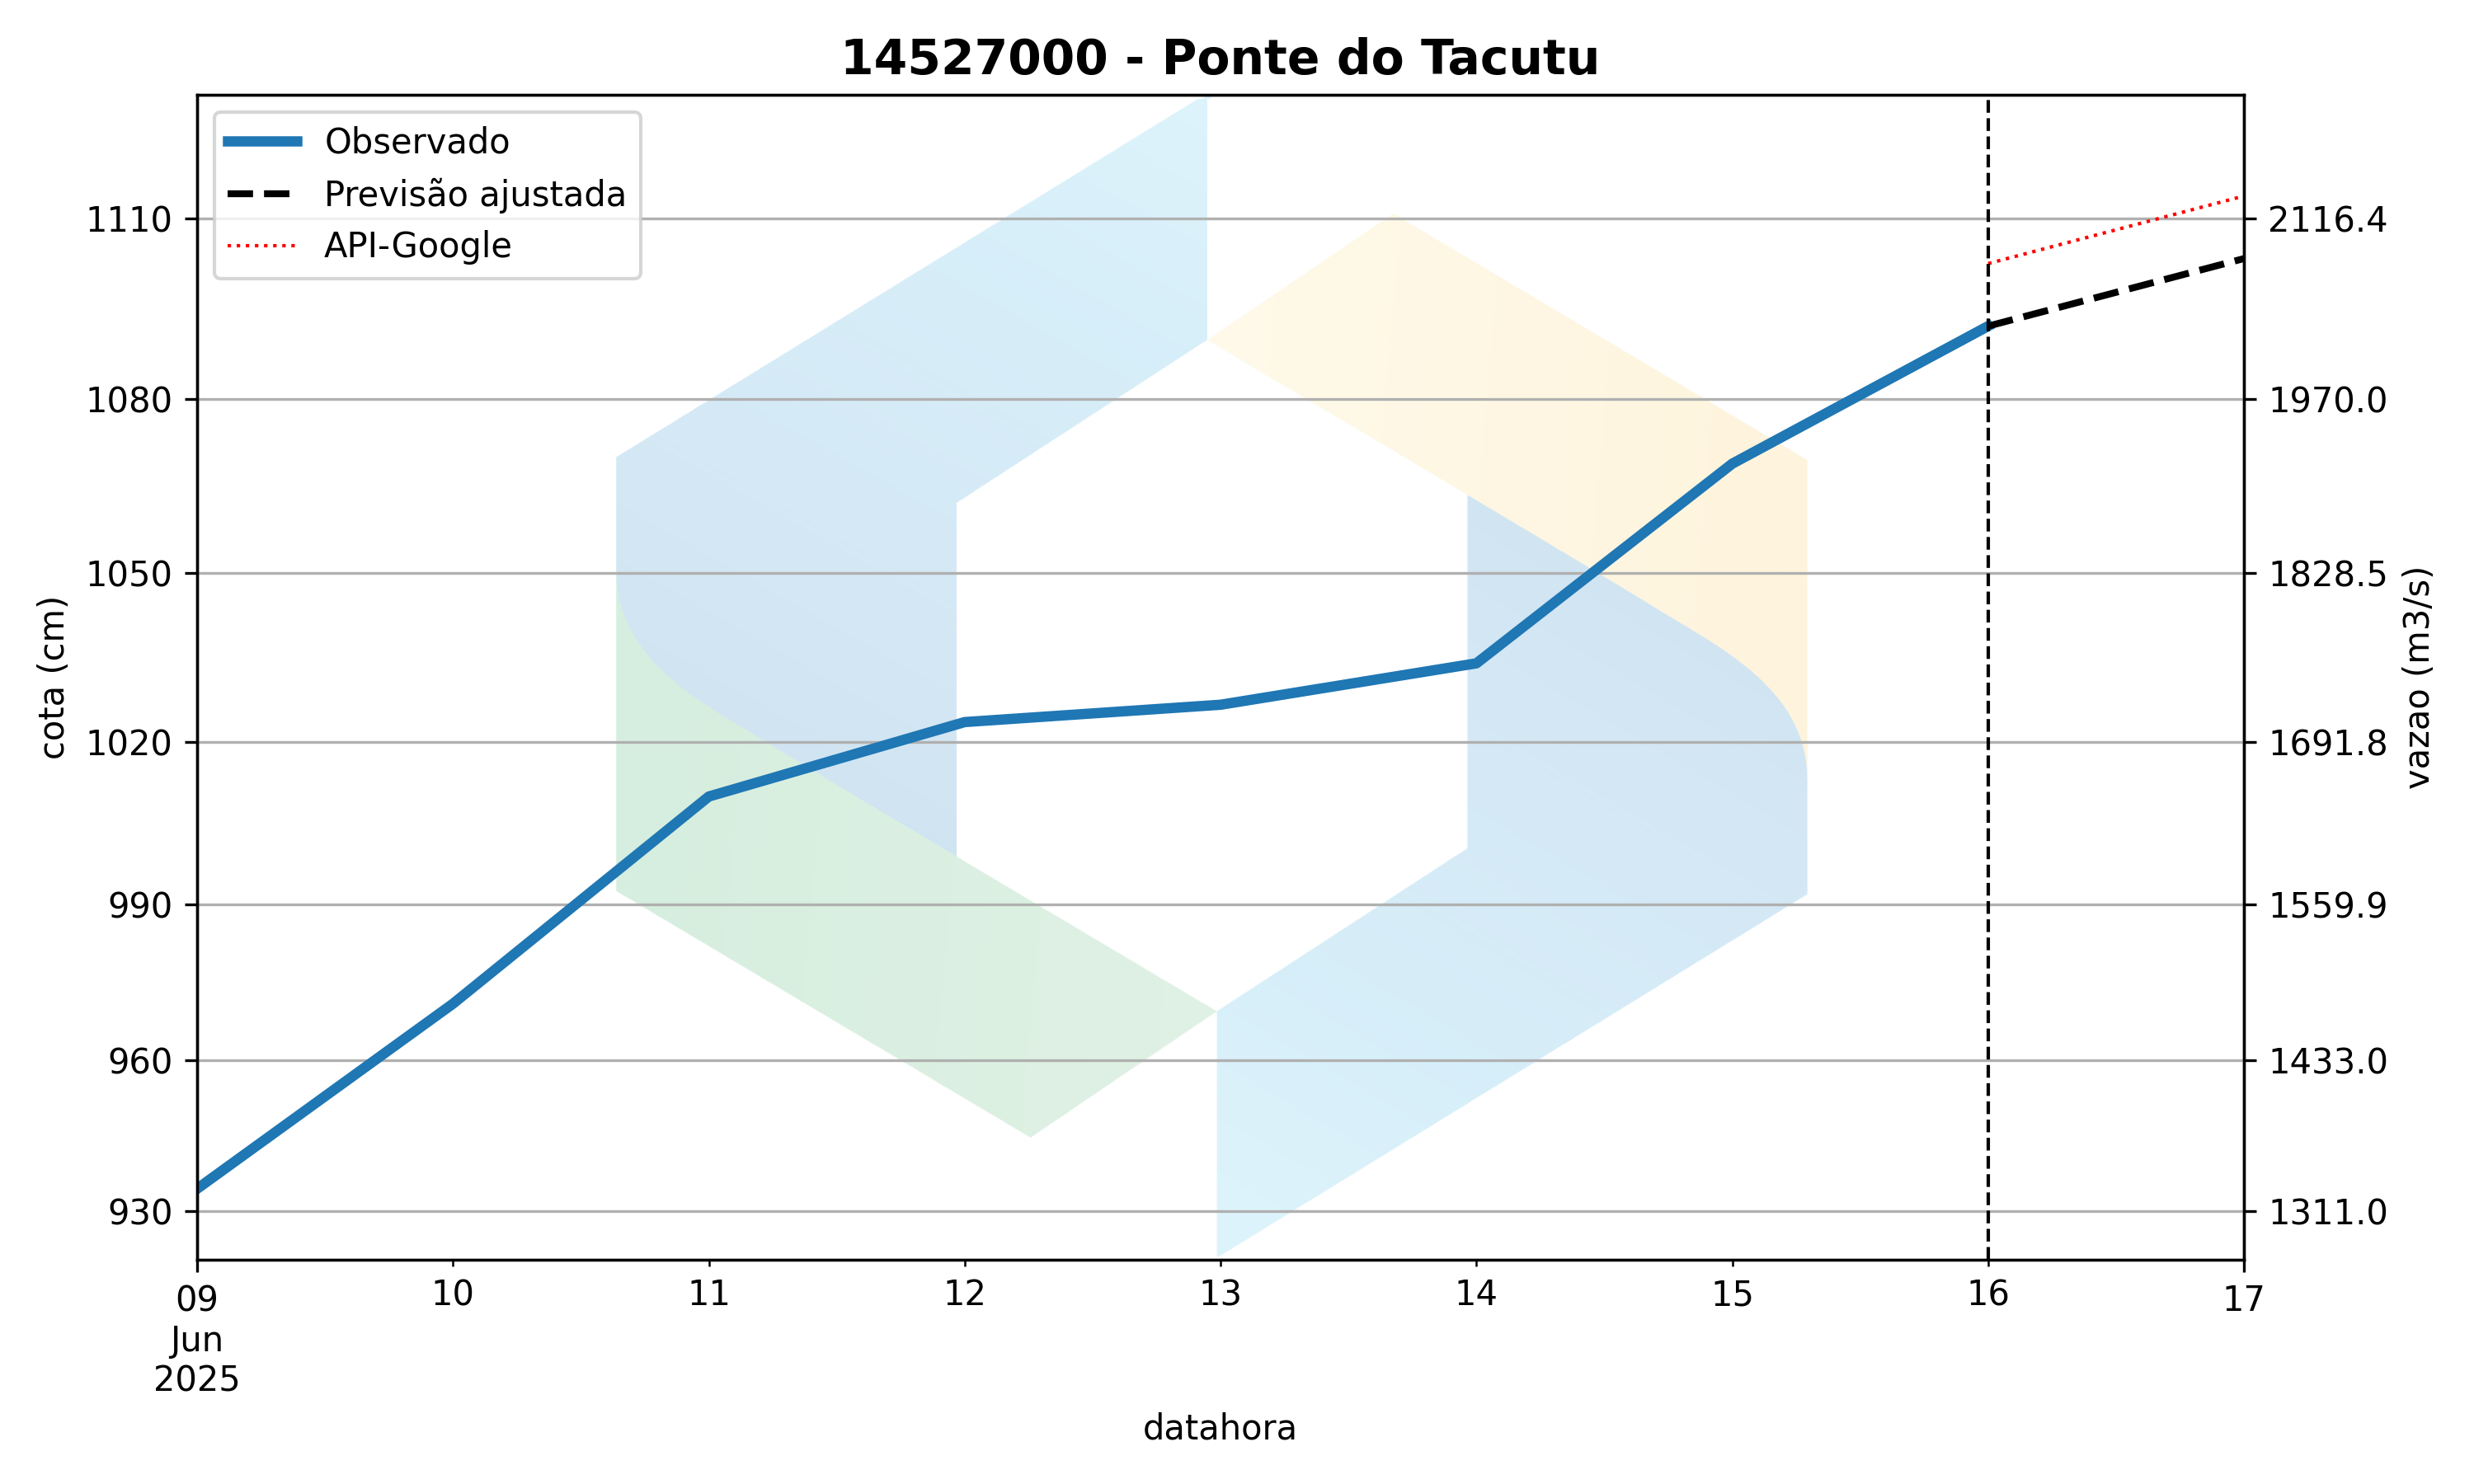 14527000 - Ponte do Tacutu
Observado
Previsão ajustada
API-Google
1110
1080
1050
1020
990
960
930
cota (cm)
2116.4
1970.0
1828.5
1691.8
1559.9
1433.0
1311.0
vazao (m3/s)
09 10 11 12 13 14 15 16 17
Jun
2025
datahora